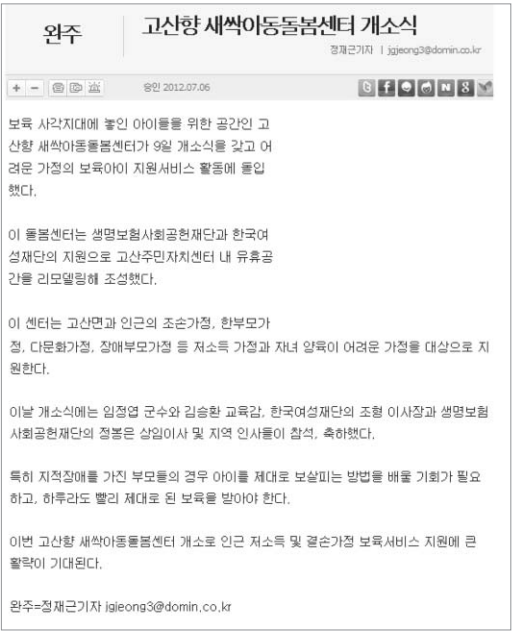 완주
고산향 새싹아동돌봄센터 개소식
정재근기자 | jgjeong3@domin.co.kr
승인 2012.07.06
보육 사각지대에 놓인 아이들을 위한 공간인 고
산향 새싹아동돌봄센터가 9일 개소식을 갖고 어
려운 가정의 보육아이 지원서비스 활동에 돌입
했다.
이 돌봄센터는 생명보험사회공헌재단과 한국여
성재단의 지원으로 고산주민자치센터 내 유휴공
간을 리모델링해 조성했다.
이 센터는 고산면과 인근의 조손가정, 한부모가
정, 다문화가정, 장애부모가정 등 저소득 가정과 자녀 양육이 어려운 가정을 대상으로 지
원한다.
이날 개소식에는 임정엽 군수와 김승환 교육감, 한국여성재단의 조형 이사장과 생명보험
사회공헌재단의 정봉은 상임이사 및 지역 인사들이 참석, 축하했다.
특히 지적장애를 가진 부모들의 경우 아이를 제대로 보살피는 방법을 배울 기회가 필요
하고, 하루라도 빨리 제대로 된 보육을 받아야 한다.
이번 고산향 새싹아동돌봄센터 개소로 인근 저소득 및 결손가정 보육서비스 지원에 큰
활략이 기대된다.
완주=정재근기자 jgjeong3@domin.co.kr